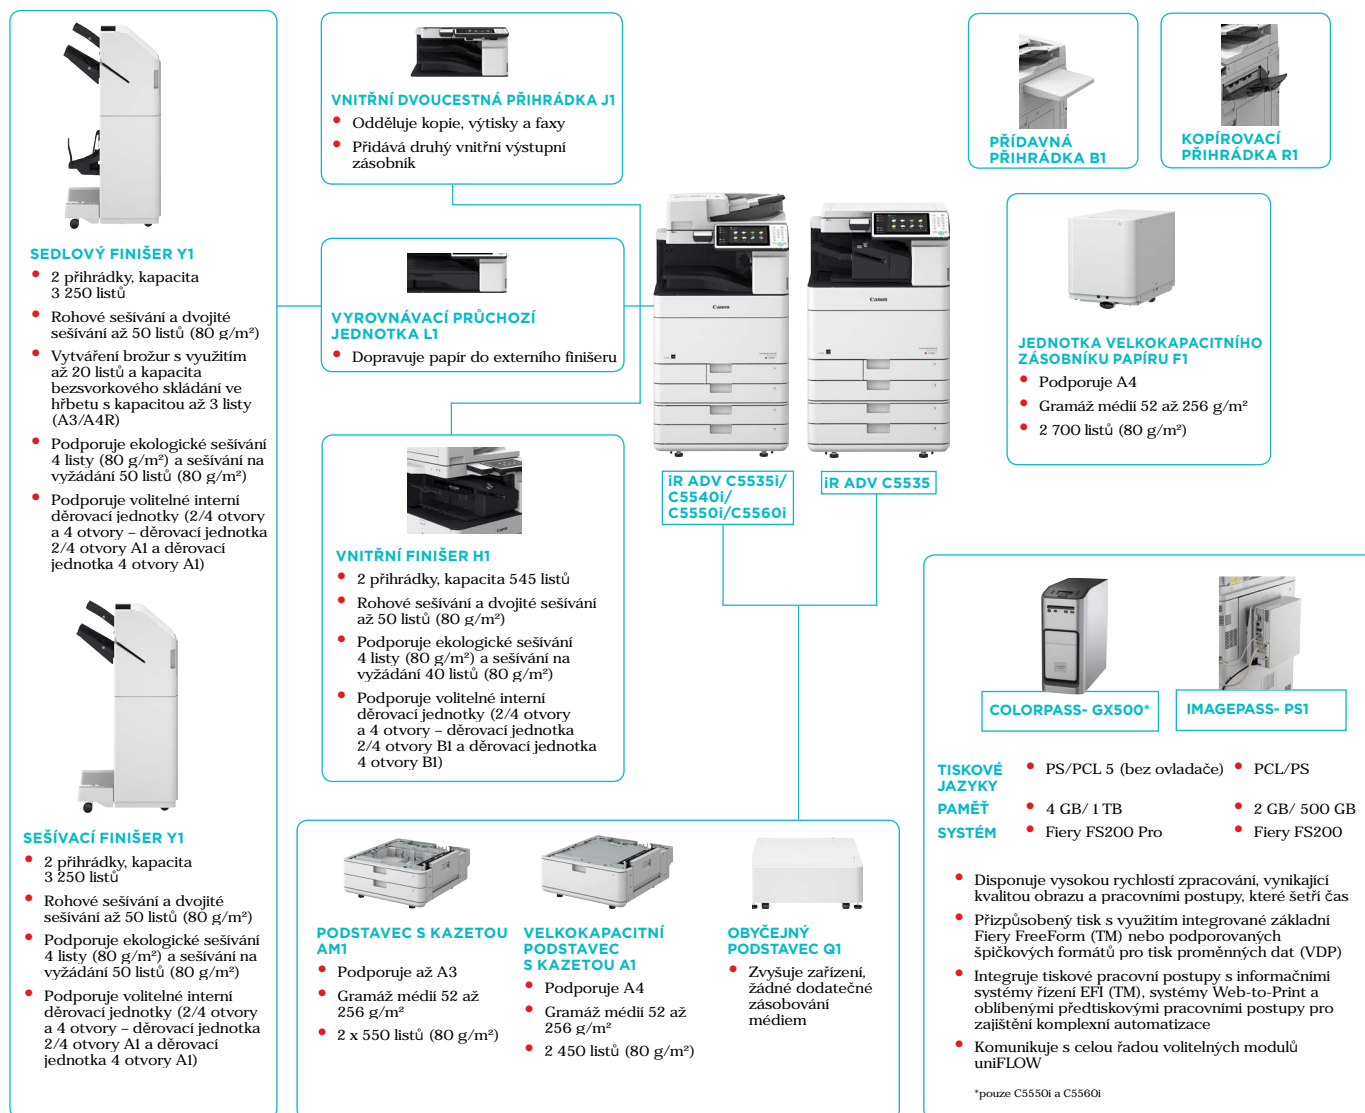 SEDLOVÝ FINIŠER Y1
• 2 přihrádky, kapacita
3 250 listů
• Rohové sešívání a dvojité
sešívání až 50 listů (80 g/m²)
• Vytváření brožur s využitím
až 20 listů a kapacita
bezsvorkového skládání ve
hřbetu s kapacitou až 3 listy
(A3/A4R)
• Podporuje ekologické sešívání
4 listy (80 g/m²) a sešívání na
vyžádání 50 listů (80 g/m²)
• Podporuje volitelné interní
děrovací jednotky (2/4 otvory
a 4 otvory – děrovací jednotka
2/4 otvory A1 a děrovací
jednotka 4 otvory A1)
SEŠÍVACÍ FINIŠER Y1
• 2 přihrádky, kapacita
3 250 listů
• Rohové sešívání a dvojité
sešívání až 50 listů (80 g/m²)
• Podporuje ekologické sešívání
4 listy (80 g/m²) a sešívání na
vyžádání 50 listů (80 g/m²)
• Podporuje volitelné interní
děrovací jednotky (2/4 otvory
a 4 otvory – děrovací jednotka
2/4 otvory A1 a děrovací
jednotka 4 otvory A1)
VNITŘNÍ DVOUCESTNÁ PŘIHRÁDKA J1
• Odděluje kopie, výtisky a faxy
• Přidává druhý vnitřní výstupní
zásobník
VYROVNÁVACÍ PRŮCHOZÍ
JEDNOTKA L1
• Dopravuje papír do externího finišeru
VNITŘNÍ FINIŠER H1
• 2 přihrádky, kapacita 545 listů
• Rohové sešívání a dvojité sešívání
až 50 listů (80 g/m²)
• Podporuje ekologické sešívání
4 listy (80 g/m²) a sešívání na
vyžádání 40 listů (80 g/m²)
• Podporuje volitelné interní
děrovací jednotky (2/4 otvory
a 4 otvory – děrovací jednotka
2/4 otvory B1 a děrovací jednotka
4 otvory B1)
Canon
Canon
iR ADV C5535i/
C5540i/
C5550i/C5560i
iR ADV C5535
PŘÍDAVNÁ
PŘIHRÁDKA B1
KOPÍROVACÍ
PŘIHRÁDKA R1
JEDNOTKA VELKOKAPACITNÍHO
ZÁSOBNÍKU PAPÍRU F1
• Podporuje A4
• Gramáž médií 52 až 256 g/m²
• 2 700 listů (80 g/m²)
PODSTAVEC S KAZETOU
AM1
• Podporuje až A3
• Gramáž médií 52 až
256 g/m²
• 2 x 550 listů (80 g/m²)
VELKOKAPACITNÍ
PODSTAVEC
S KAZETOU A1
• Podporuje A4
• Gramáž médií 52 až
256 g/m²
• 2 450 listů (80 g/m²)
OBYČEJNÝ
PODSTAVEC Q1
• Zvyšuje zařízení,
žádné dodatečné
zásobování
médiem
COLORPASS- GX500*
IMAGEPASS- PS1
TISKOVÉ
JAZYKY
• PS/PCL 5 (bez ovladače) • PCL/PS
PAMĚŤ • 4 GB/ 1 TB • 2 GB/ 500 GB
SYSTÉM • Fiery FS200 Pro • Fiery FS200
• Disponuje vysokou rychlostí zpracování, vynikající
kvalitou obrazu a pracovními postupy, které šetří čas
• Přizpůsobený tisk s využitím integrované základní
Fiery FreeForm (TM) nebo podporovaných
špičkových formátů pro tisk proměnných dat (VDP)
• Integruje tiskové pracovní postupy s informačními
systémy řízení EFI (TM), systémy Web-to-Print a
oblíbenými předtiskovými pracovními postupy pro
zajištění komplexní automatizace
• Komunikuje s celou řadou volitelných modulů
uniFLOW
*pouze C5550i a C5560i